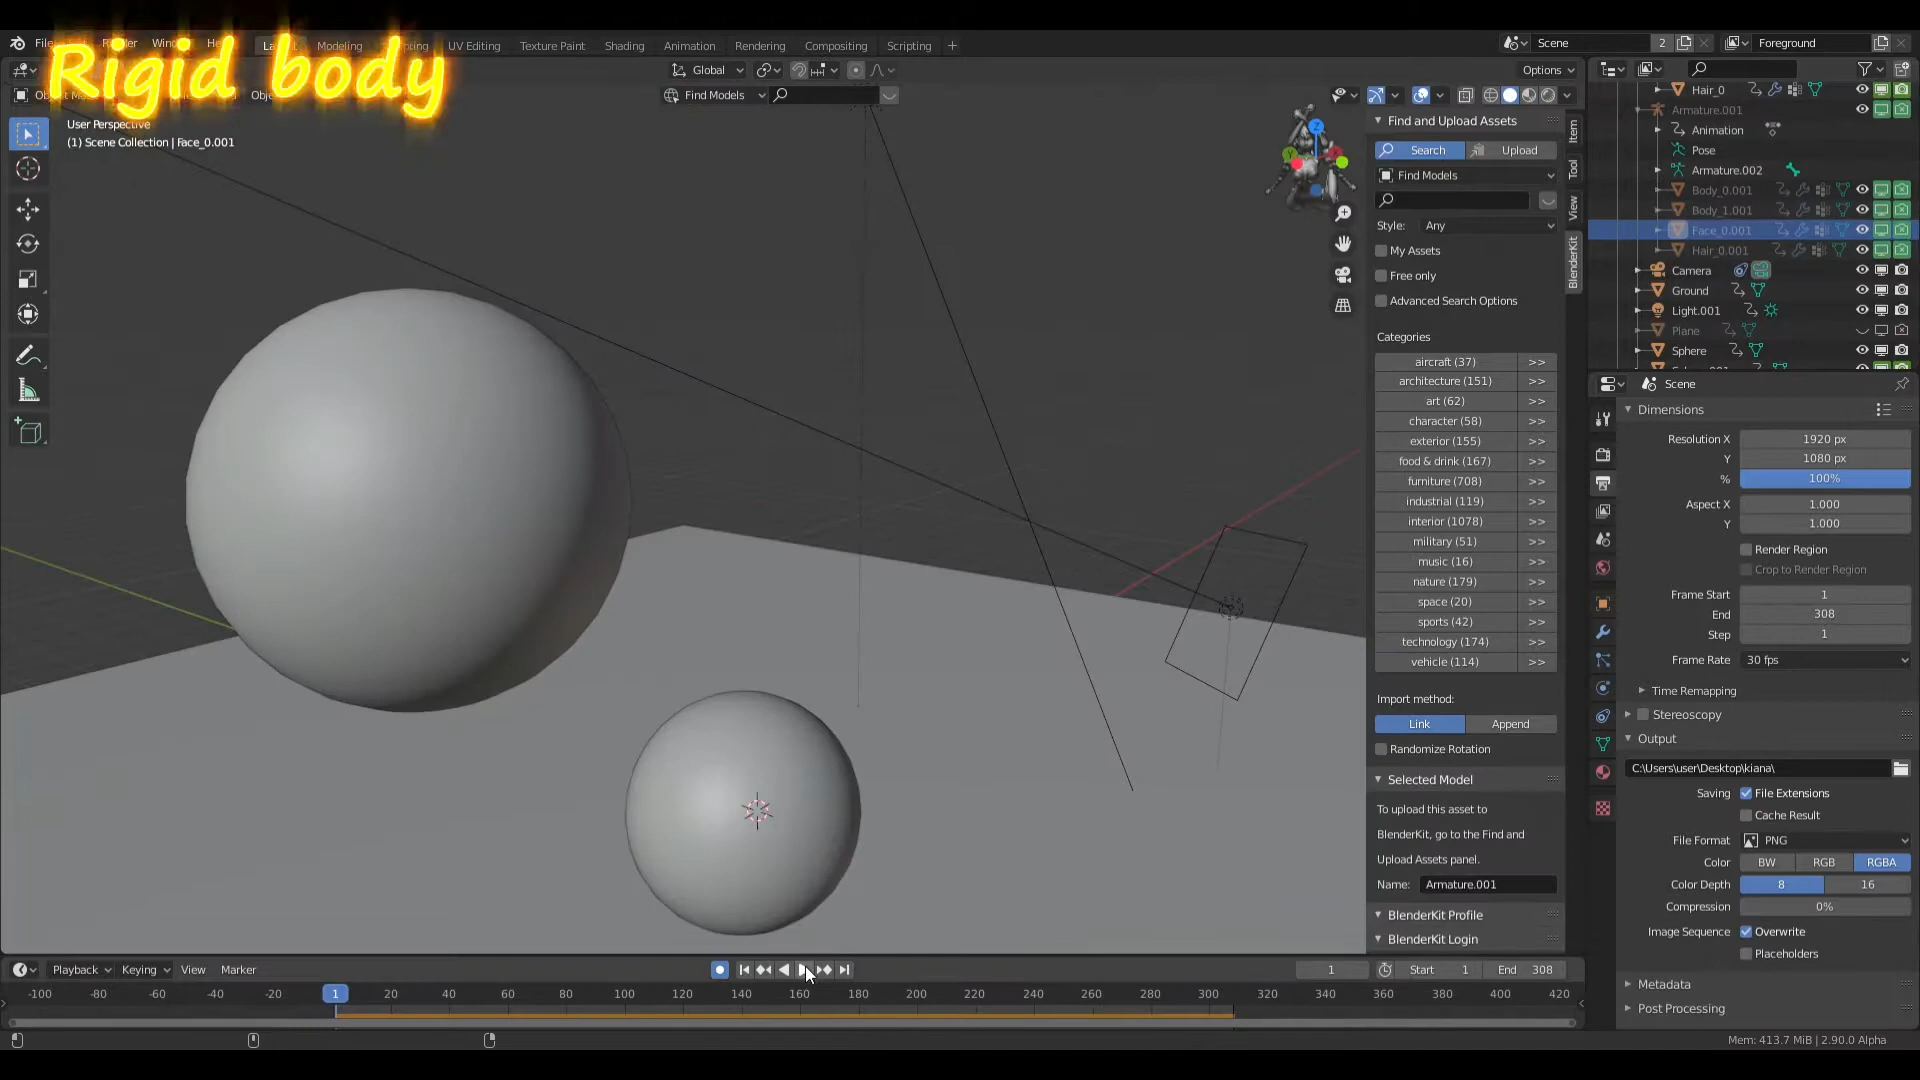 Rigid body
File
Render
Window
Help
Layout
Modeling
Sculpting
UV Editing
Texture Paint
Shading
Animation
Rendering
Compositing
Scripting
+
Scene
2
Foreground
Global
Options
Find Models
User Perspective
(1) Scene Collection | Face_0.001
Find and Upload Assets
Search
Upload
Find Models
Style:
Any
My Assets
Free only
Advanced Search Options
Categories
aircraft (37) >>
architecture (151) >>
art (62) >>
character (58) >>
exterior (155) >>
food & drink (167) >>
furniture (708) >>
industrial (119) >>
interior (1078) >>
military (51) >>
music (16) >>
nature (179) >>
space (20) >>
sports (42) >>
technology (174) >>
vehicle (114) >>
Import method:
Link
Append
Randomize Rotation
Selected Model
To upload this asset to
BlenderKit, go to the Find and
Upload Assets panel.
Name: Armature.001
BlenderKit Profile
BlenderKit Login
Item
Tool
View
BlenderKit
Hair_0
Armature.001
Animation
Pose
Armature.002
Body_0.001
Body_1.001
Face_0.001
Hair_0.001
Camera
Ground
Light.001
Plane
Sphere
Scene
Dimensions
Resolution X 1920 px
Y 1080 px
% 100%
Aspect X 1.000
Y 1.000
Render Region
Crop to Render Region
Frame Start 1
End 308
Step 1
Frame Rate 30 fps
Time Remapping
Stereoscopy
Output
C:\Users\user\Desktop\kiana\
Saving File Extensions
Cache Result
File Format PNG
Color BW RGB RGBA
Color Depth 8 16
Compression 0%
Image Sequence Overwrite
Placeholders
Metadata
Post Processing
Playback
Keying
View
Marker
1
Start 1
End 308
-100 -80 -60 -40 -20 1 20 40 60 80 100 120 140 160 180 200 220 240 260 280 300 320 340 360 380 400 420
Mem: 413.7 MiB | 2.90.0 Alpha